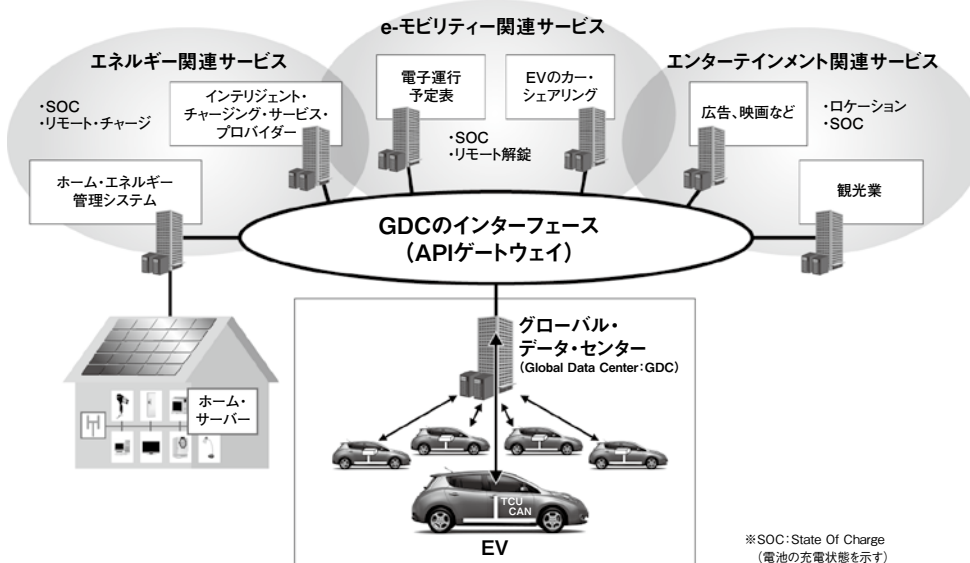 e-モビリティー関連サービス
エネルギー関連サービス
エンターテインメント関連サービス
・SOC
・リモート・チャージ
インテリジェント・
チャージング・サービス・
プロバイダー
電子運行
予定表
EVのカー・
シェアリング
・SOC
・リモート解錠
広告、映画など
・ロケーション
・SOC
ホーム・エネルギー
管理システム
観光業
GDCのインターフェース
(APIゲートウェイ)
グローバル・
データ・センター
(Global Data Center:GDC)
ホーム・
サーバー
TCU
CAN
EV
※SOC:State Of Charge
(電池の充電状態を示す)